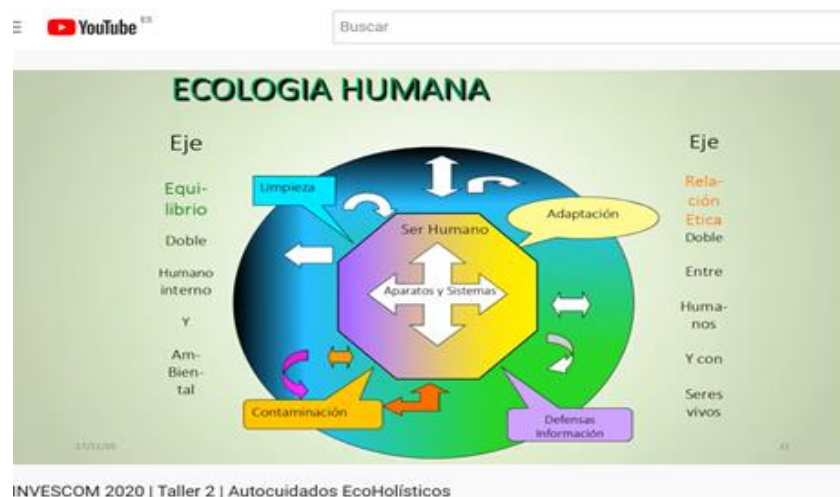 YouTube ES
Buscar
ECOLOGIA HUMANA
Eje
Equi-
librio
Doble
Humano
interno
Y
Am-
Bien-
tal
Limpieza
Adaptación
Ser Humano
Aparatos y Sistemas
Contaminación
Defensas
Información
Eje
Rela-
ción
Etica
Doble
Entre
Huma-
nos
Y con
Seres
vivos
INVESCOM 2020 | Taller 2 | Autocuidados EcoHolísticos